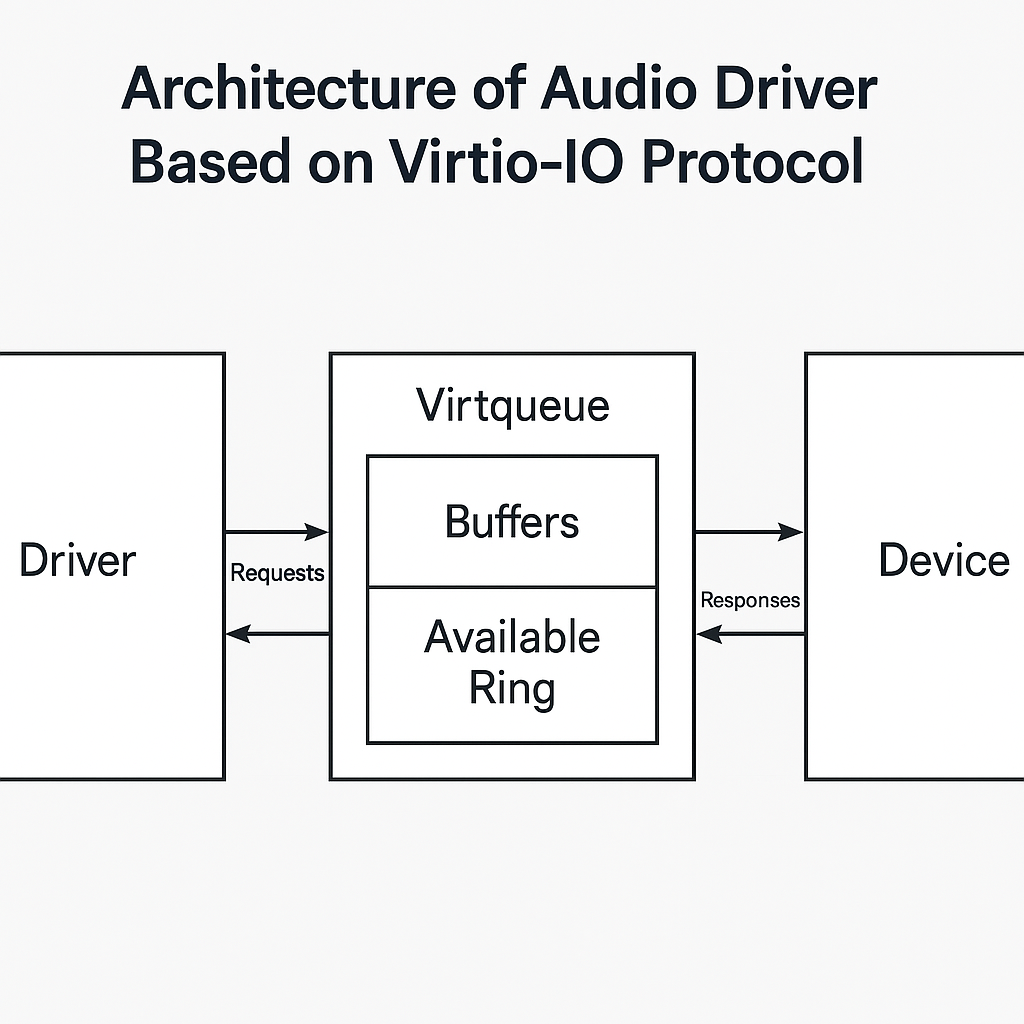 Architecture of Audio Driver
Based on Virtio-IO Protocol
Virtqueue
Buffers
Driver
Requests
Device
Responses
Available
Ring